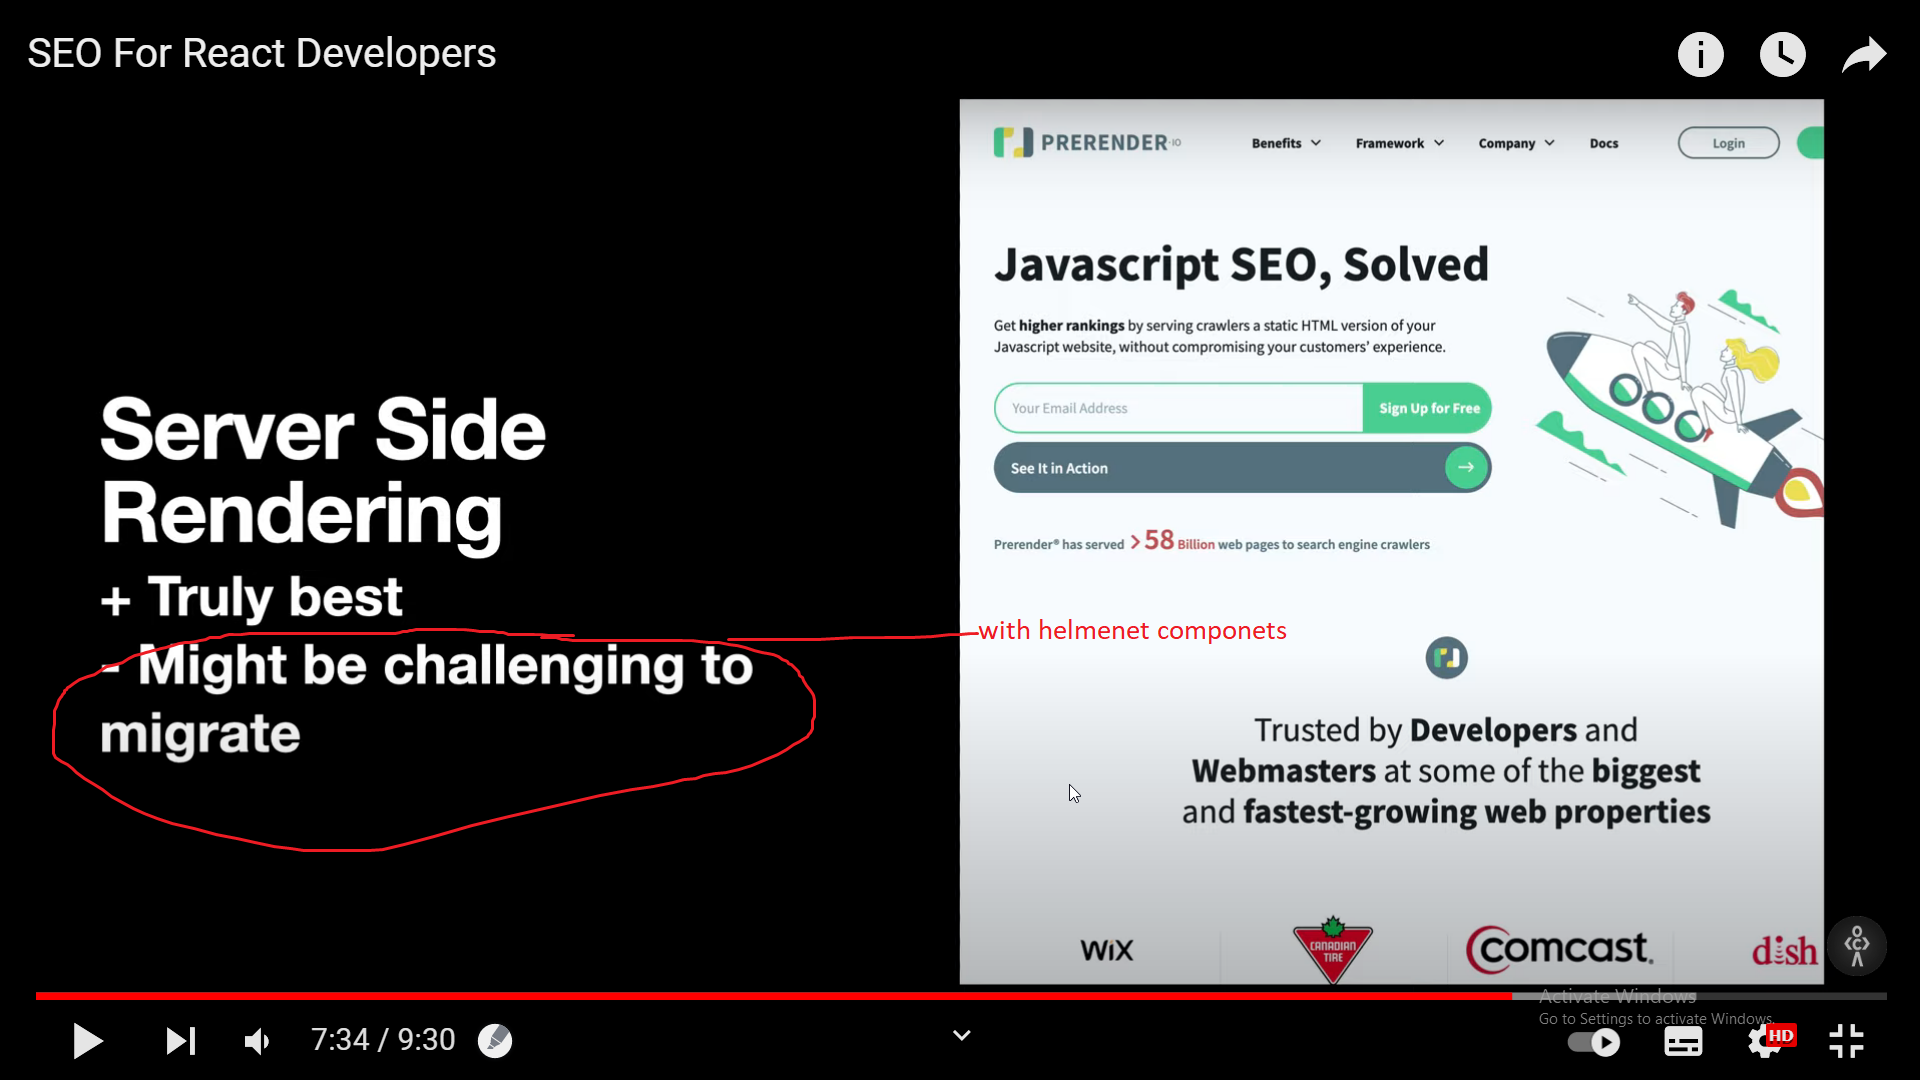 SEO For React Developers
PRERENDER.IO
Benefits
Framework
Company
Docs
Login
Javascript SEO, Solved
Get higher rankings by serving crawlers a static HTML version of your
Javascript website, without compromising your customers' experience.
Your Email Address
Sign Up for Free
See It in Action
Prerender® has served > 58 Billion web pages to search engine crawlers
Server Side
Rendering
+ Truly best
- Might be challenging to
migrate
with helmenet componets
Trusted by Developers and
Webmasters at some of the biggest
and fastest-growing web properties
WiX
CANADIAN
TIRE
Comcast.
dish
Activate Windows
Go to Settings to activate Windows.
7:34 / 9:30
HD